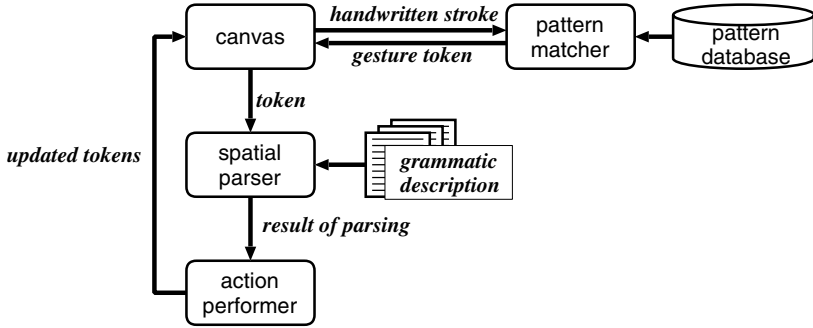 handwritten stroke
canvas
pattern
matcher
pattern
database
gesture token
token
updated tokens
spatial
parser
grammatic
description
result of parsing
action
performer